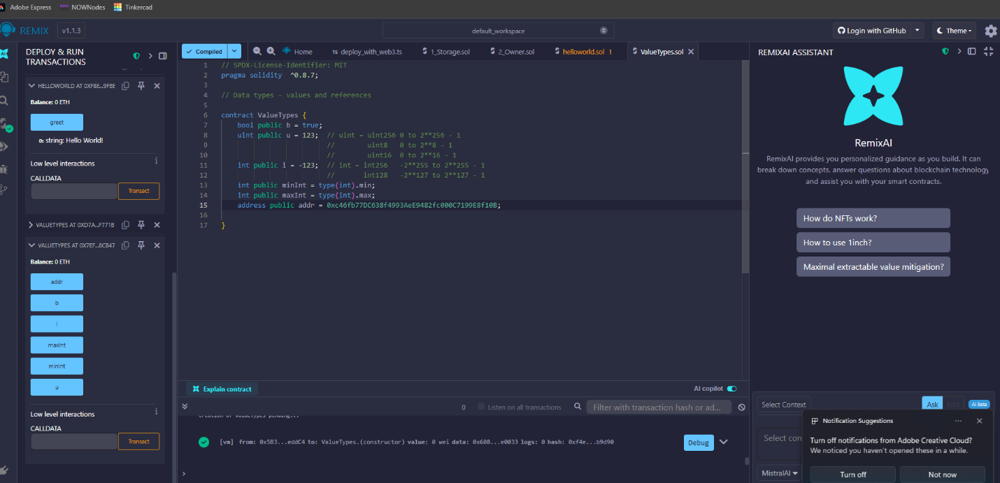 Adobe Express
NOW NOWNodes
Tinkercad
REMIX
v1.1.3
default_workspace
Login with GitHub
Theme
AI
DEPLOY & RUN
TRANSACTIONS
HELLOWORLD AT 0XF8E...9FBE
Balance: 0 ETH
greet
0: string: Hello World!
Low level interactions
i
CALLDATA
Transact
VALUETYPES AT 0XD7A...F771B
VALUETYPES AT 0X7EF...8CB47
Balance: 0 ETH
addr
b
i
maxInt
minInt
u
Low level interactions
i
CALLDATA
Transact
Compiled
Home
TS deploy_with_web3.ts
1_Storage.sol
2_Owner.sol
helloworld.sol 1
ValueTypes.sol
1 // SPDX-License-Identifier: MIT
2 pragma solidity ^0.8.7;
3
4 // Data types - values and references
5
6 contract ValueTypes {
7 bool public b = true;
8 uint public u = 123; // uint = uint256 0 to 2**256 - 1
9 // uint8 0 to 2**8 - 1
10 // uint16 0 to 2**16 - 1
11 int public i = -123; // int = int256 -2**255 to 2**255 - 1
12 // int128 -2**127 to 2**127 - 1
13 int public minInt = type(int).min;
14 int public maxInt = type(int).max;
15 address public addr = 0xc46fb77DC638f4993AeE9482fc000C7199E8f10B;
16
17 }
Explain contract
AI copilot
0
Listen on all transactions
Filter with transaction hash or ad...
creation of ValueTypes pending...
[vm] from: 0x5B3...eddC4 to: ValueTypes.(constructor) value: 0 wei data: 0x608...e0033 logs: 0 hash: 0xf4e...b9d90
Debug
>
REMIXAI ASSISTANT
RemixAI
RemixAI provides you personalized guidance as you build. It can
break down concepts, answer questions about blockchain technology
and assist you with your smart contracts.
How do NFTs work?
How to use 1inch?
Maximal extractable value mitigation?
Select Context
Ask
Edit
AI Beta
Select con
MistralAI
Notification Suggestions
Turn off notifications from Adobe Creative Cloud?
We noticed you haven't opened these in a while.
Turn off
Not now